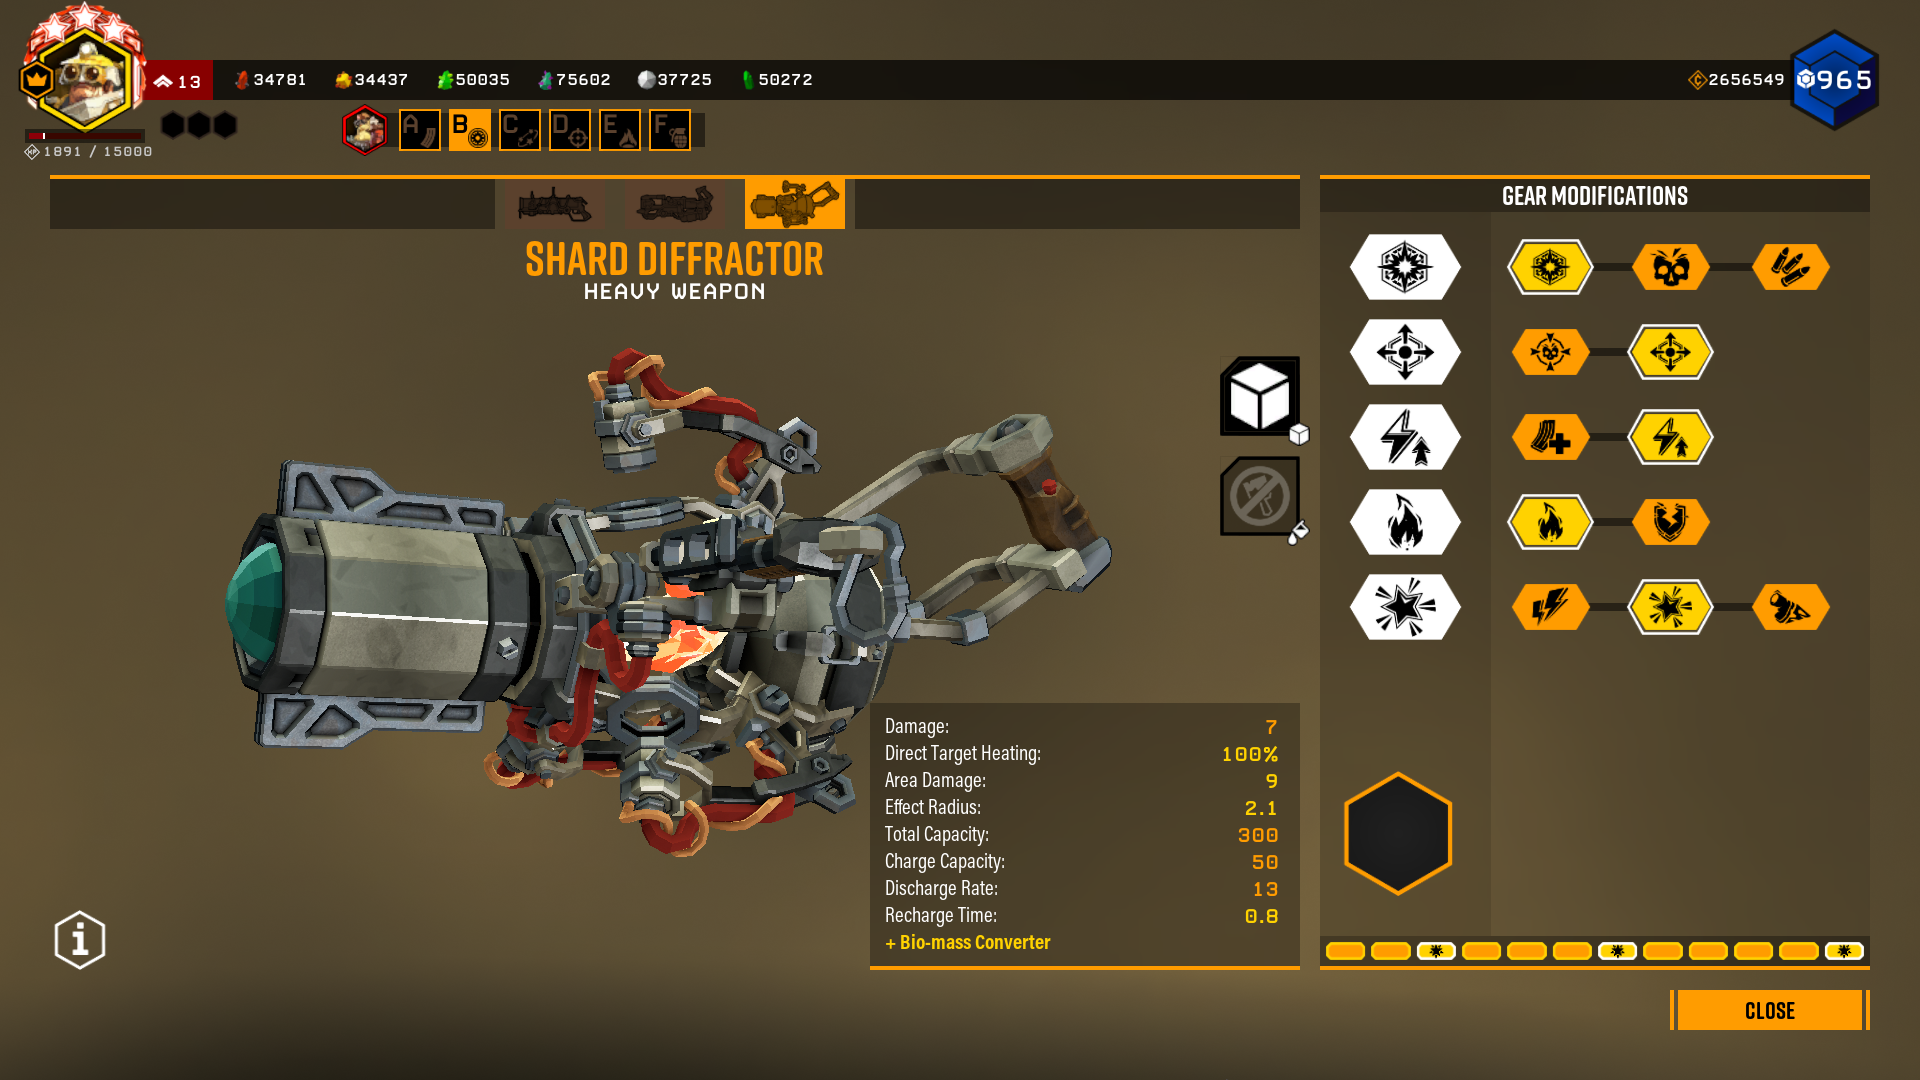 13 34781 34437 50035 75602 37725 50272 2656549 965
1891 / 15000
A B C D E F
GEAR MODIFICATIONS
SHARD DIFFRACTOR
HEAVY WEAPON
Damage: 7
Direct Target Heating: 100%
Area Damage: 9
Effect Radius: 2.1
Total Capacity: 300
Charge Capacity: 50
Discharge Rate: 13
Recharge Time: 0.8
+ Bio-mass Converter
CLOSE